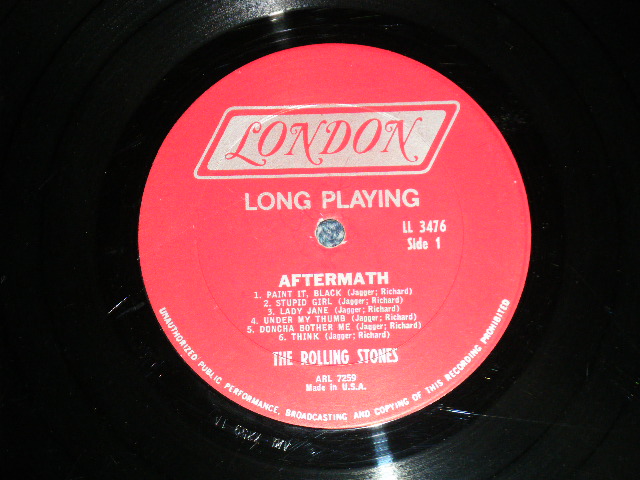 LONDON
LONG PLAYING
LL 3476
Side 1
AFTERMATH
1. PAINT IT, BLACK (Jagger; Richard)
2. STUPID GIRL (Jagger; Richard)
3. LADY JANE (Jagger; Richard)
4. UNDER MY THUMB (Jagger; Richard)
5. DONCHA BOTHER ME (Jagger; Richard)
6. THINK (Jagger; Richard)
THE ROLLING STONES
ARL 7259
Made in U.S.A.
UNAUTHORIZED PUBLIC PERFORMANCE, BROADCASTING AND COPYING OF THIS RECORDING PROHIBITED